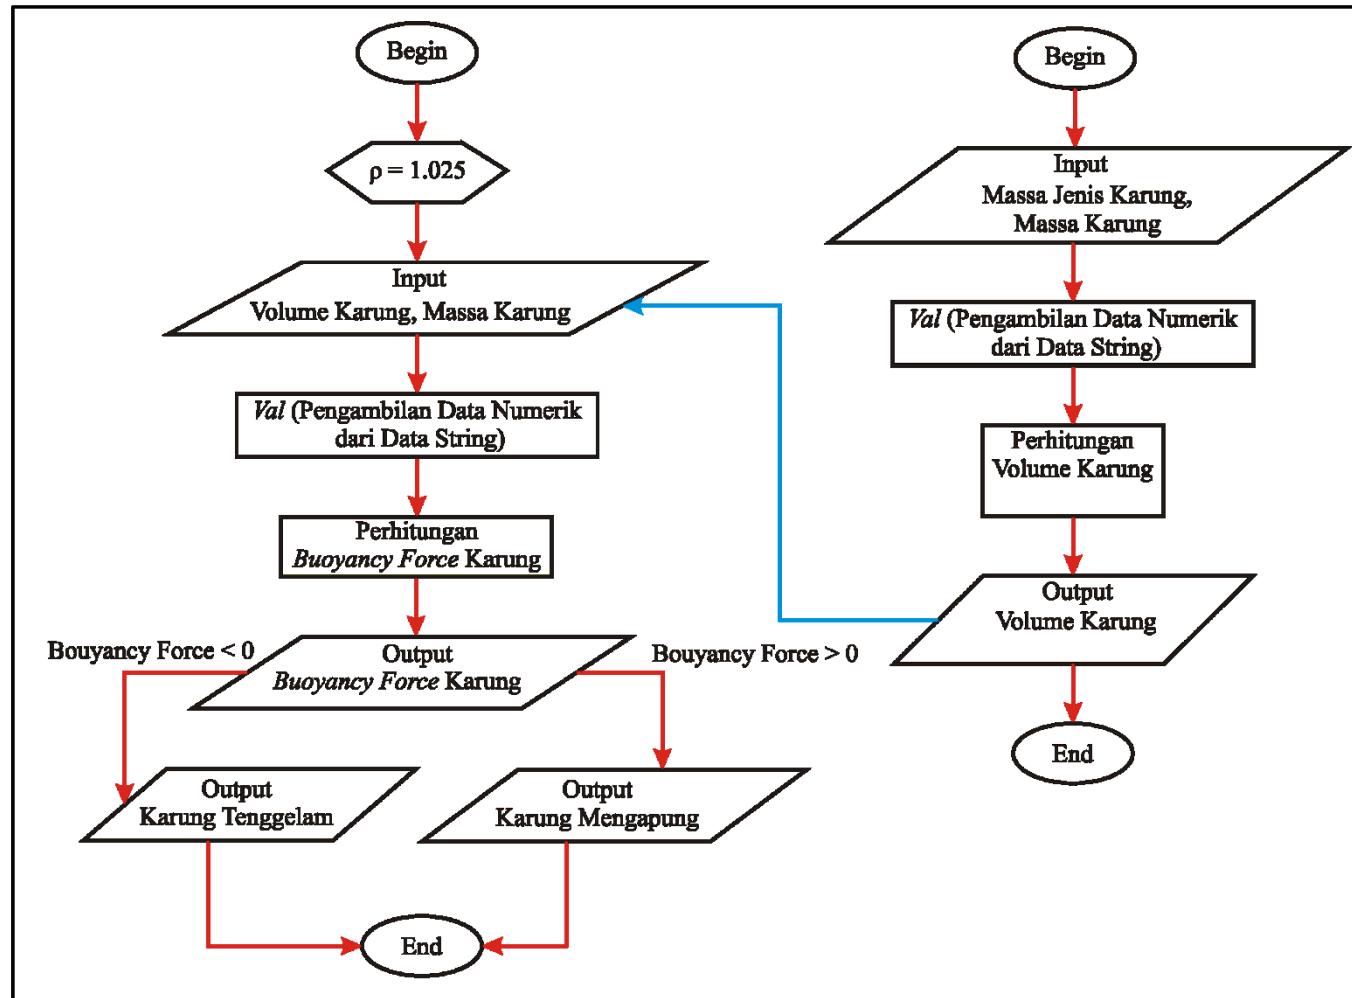 Begin
ρ = 1.025
Input
Volume Karung, Massa Karung
Val (Pengambilan Data Numerik
dari Data String)
Perhitungan
Buoyancy Force Karung
Bouyancy Force < 0
Output
Buoyancy Force Karung
Bouyancy Force > 0
Output
Karung Tenggelam
Output
Karung Mengapung
End
Begin
Input
Massa Jenis Karung,
Massa Karung
Val (Pengambilan Data Numerik
dari Data String)
Perhitungan
Volume Karung
Output
Volume Karung
End